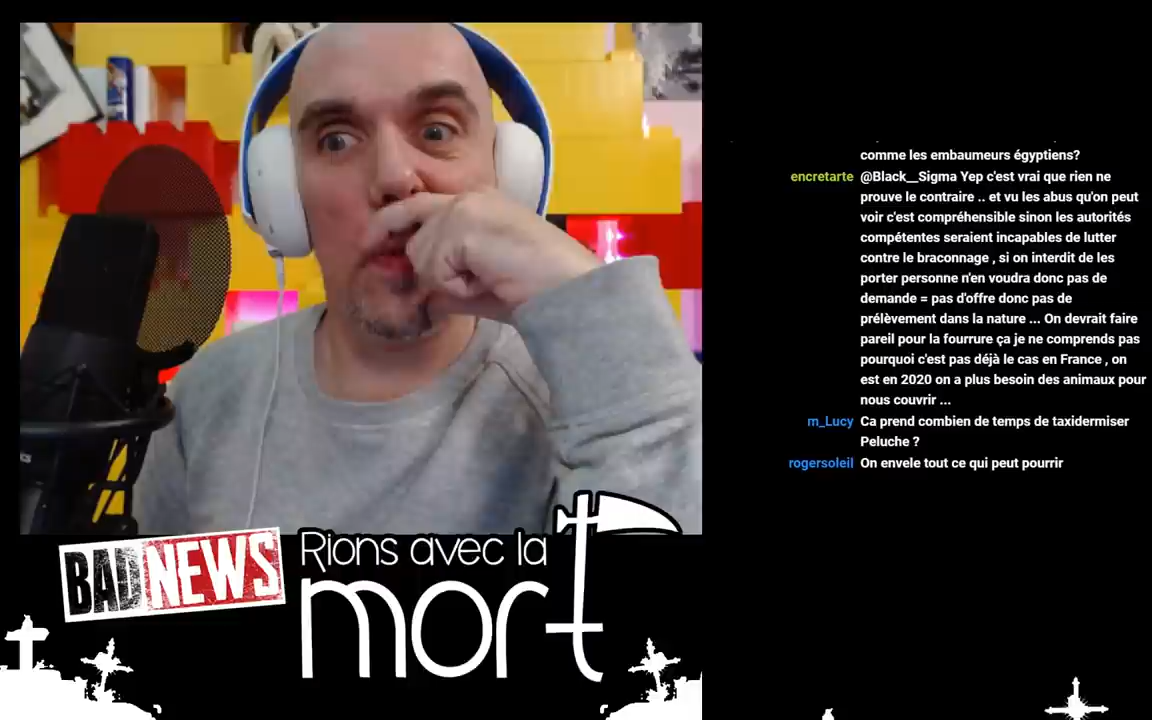 comme les embaumeurs égyptiens?
encretarte @Black__Sigma Yep c'est vrai que rien ne
prouve le contraire .. et vu les abus qu'on peut
voir c'est compréhensible sinon les autorités
compétentes seraient incapables de lutter
contre le braconnage , si on interdit de les
porter personne n'en voudra donc pas de
demande = pas d'offre donc pas de
prélèvement dans la nature ... On devrait faire
pareil pour la fourrure ça je ne comprends pas
pourquoi c'est pas déjà le cas en France , on
est en 2020 on a plus besoin des animaux pour
nous couvrir ...
m_Lucy Ca prend combien de temps de taxidermiser
Peluche ?
rogersoleil On envele tout ce qui peut pourrir
BAD NEWS
Rions avec la
mort